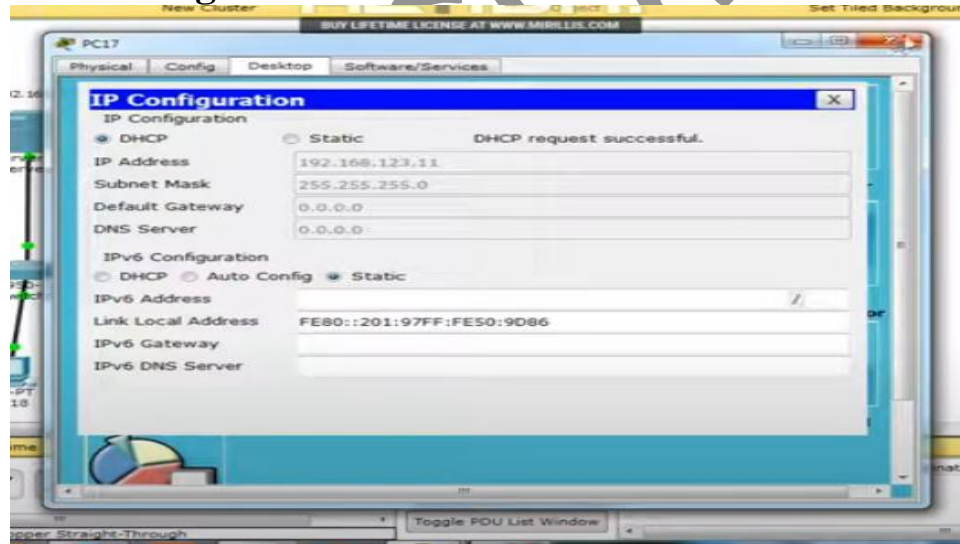 New Cluster
Set Tiled Backgroun
BUY LIFETIME LICENSE AT WWW.MIRILLIS.COM
PC17
Physical Config Desktop Software/Services
IP Configuration X
IP Configuration
DHCP Static DHCP request successful.
IP Address 192.168.123.11
Subnet Mask 255.255.255.0
Default Gateway 0.0.0.0
DNS Server 0.0.0.0
IPv6 Configuration
DHCP Auto Config Static
IPv6 Address /
Link Local Address FE80::201:97FF:FE50:9D86
IPv6 Gateway
IPv6 DNS Server
Toggle PDU List Window
opper Straight-Through